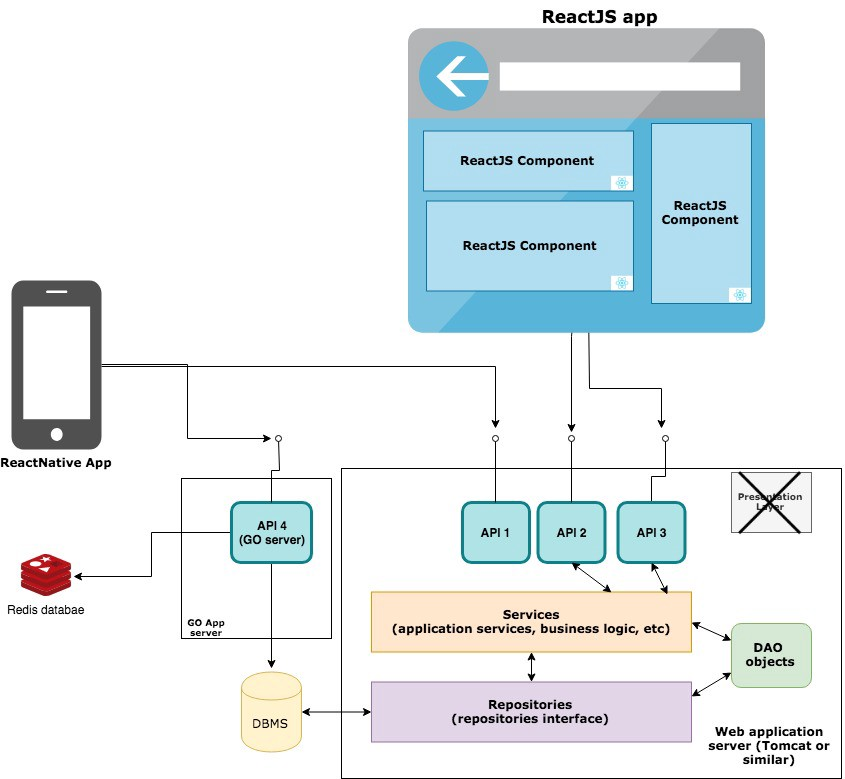 ReactJS app
ReactJS Component
ReactJS
Component
ReactJS Component
ReactNative App
Presentation
Layer
API 4
(GO server)
API 1
API 2
API 3
Redis databae
GO App
server
Services
(application services, business logic, etc)
DAO
objects
DBMS
Repositories
(repositories interface)
Web application
server (Tomcat or
similar)